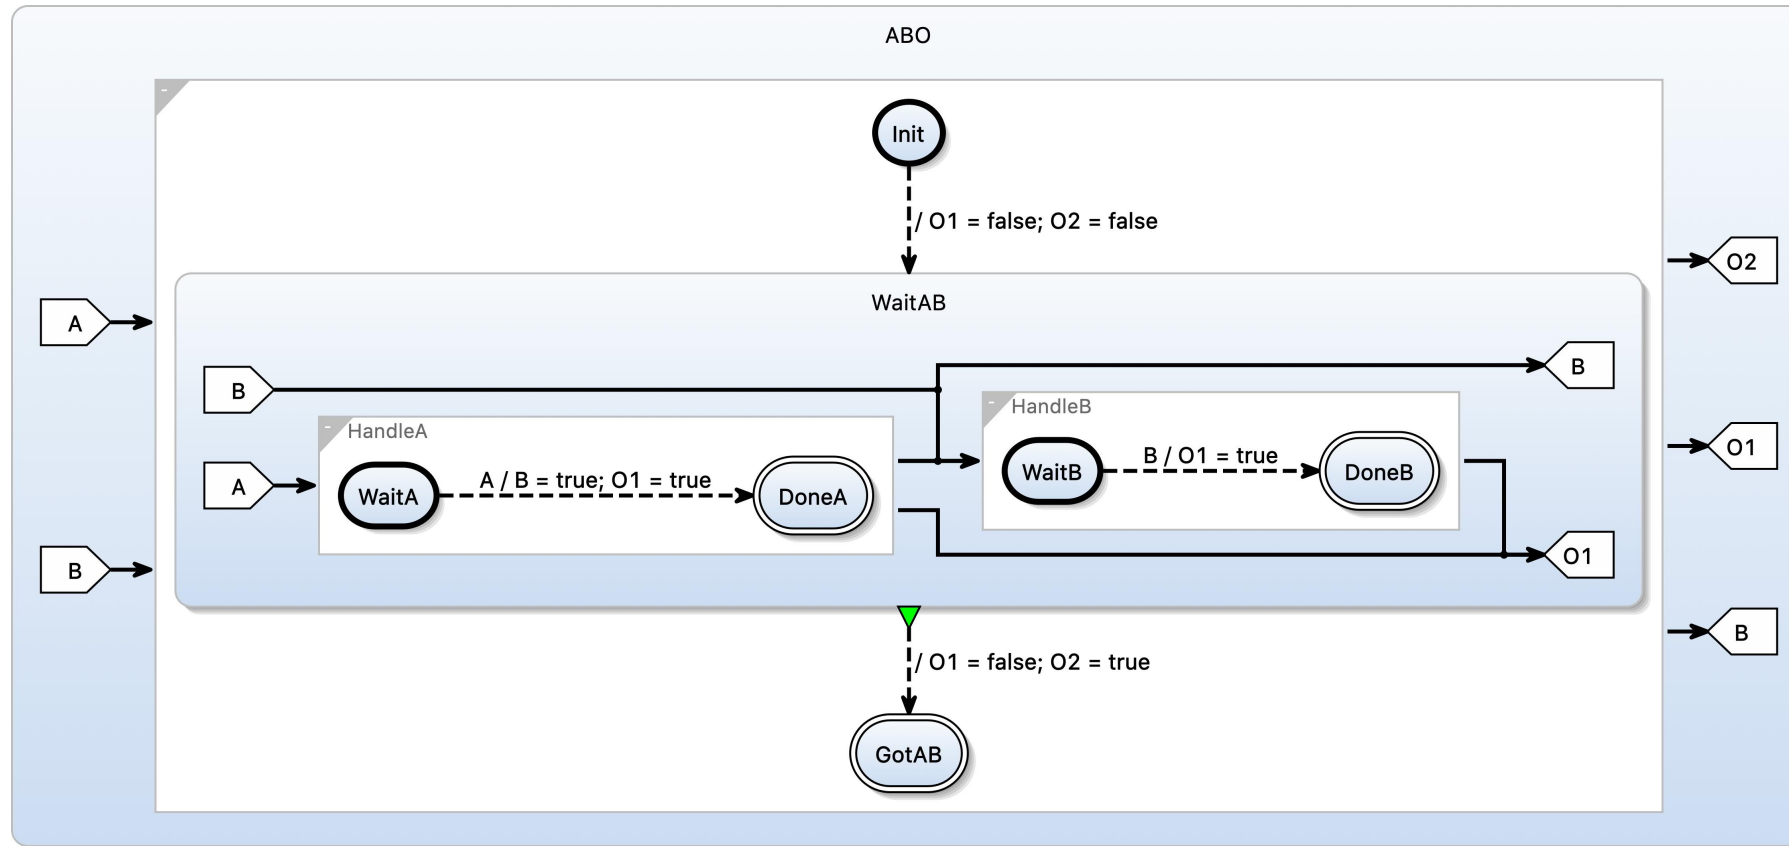 ABO
-
Init
/ O1 = false; O2 = false
O2
A
WaitAB
B
B
-
HandleB
-
HandleA
O1
WaitB
B / O1 = true
DoneB
A
WaitA
A / B = true; O1 = true
DoneA
O1
B
B
/ O1 = false; O2 = true
GotAB